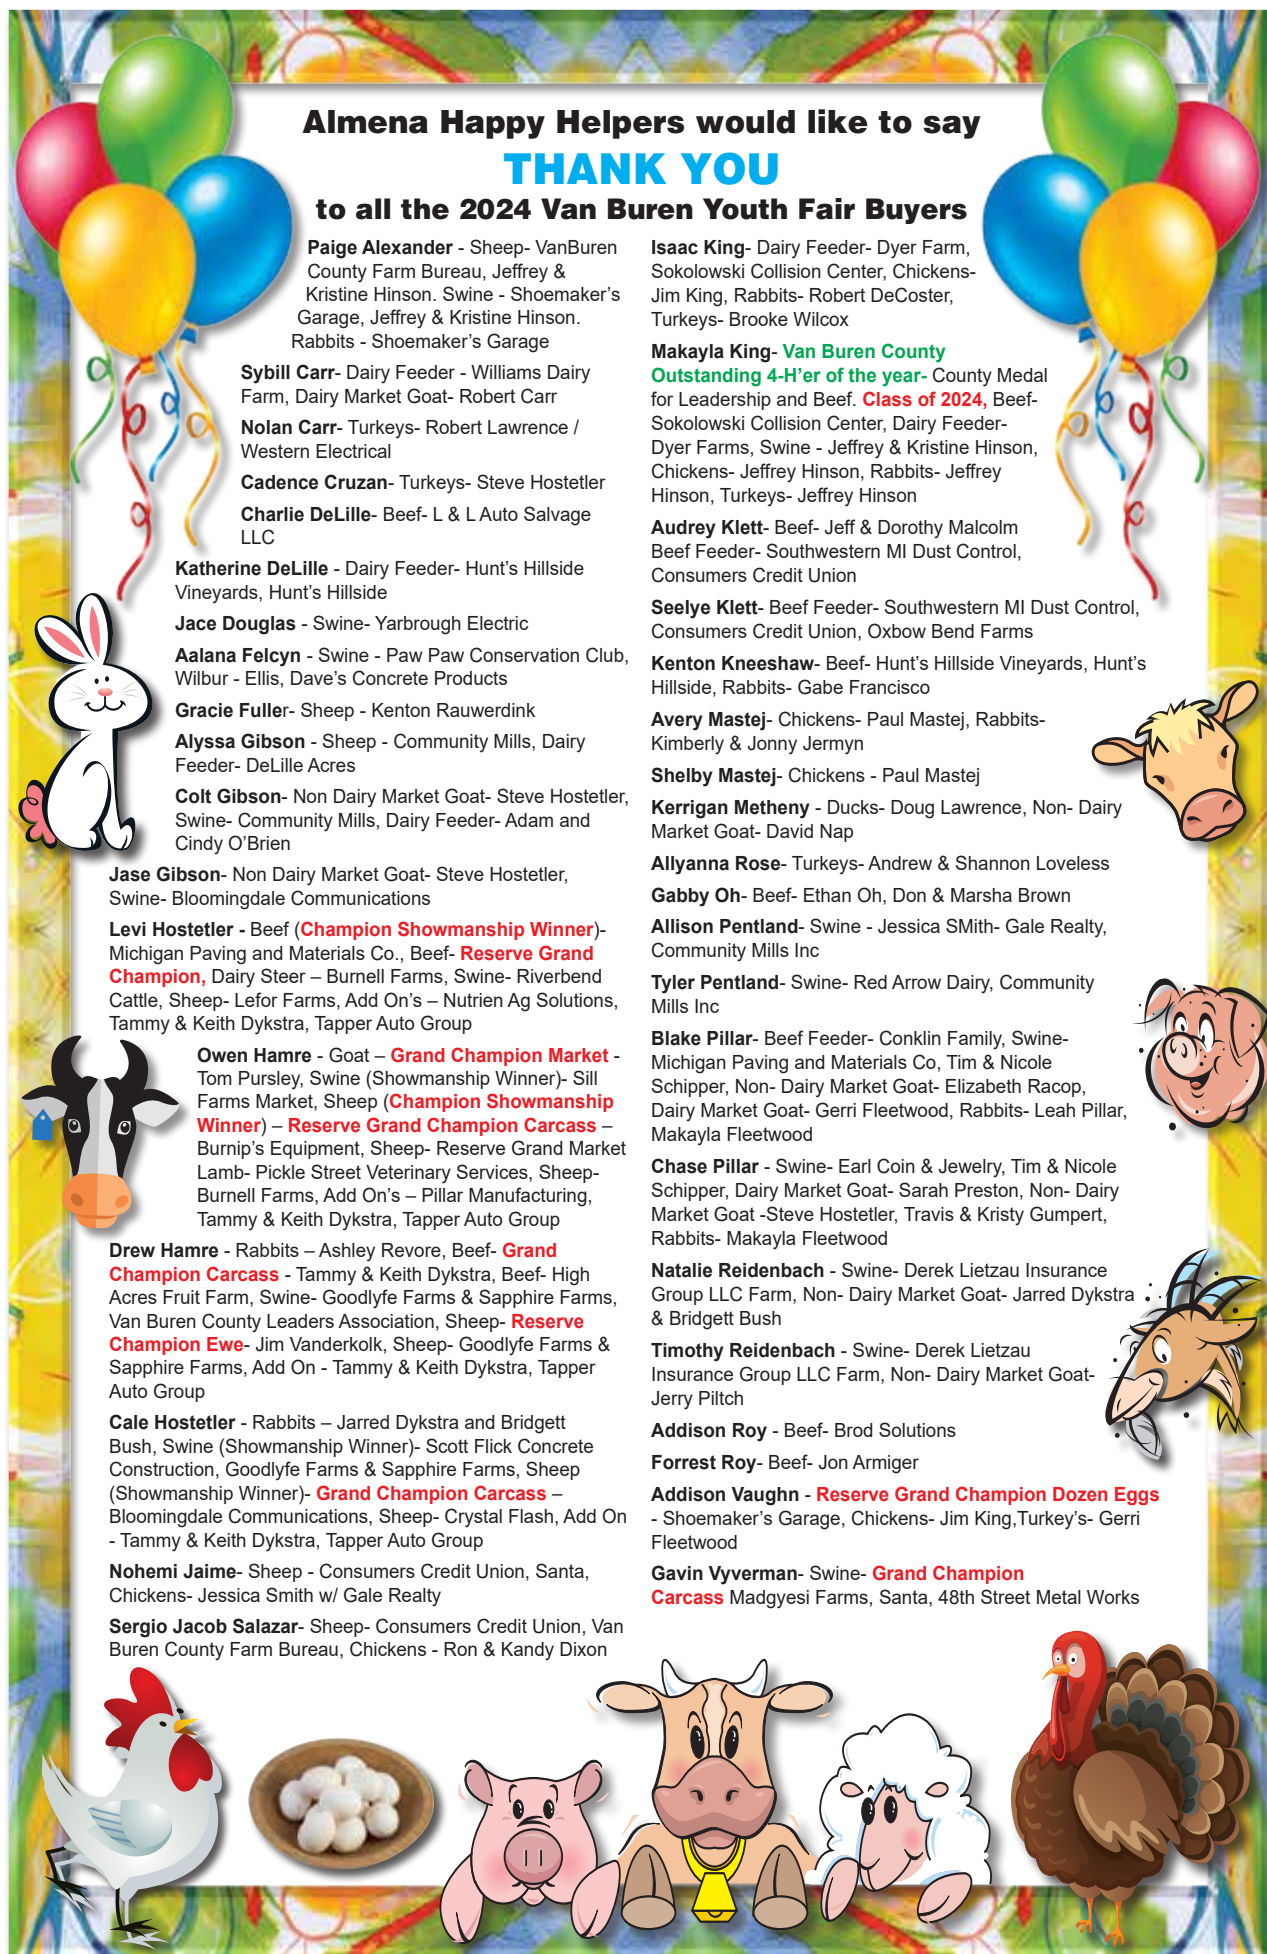 Almena Happy Helpers would like to say
THANK YOU
to all the 2024 Van Buren Youth Fair Buyers
Paige Alexander - Sheep- VanBuren
County Farm Bureau, Jeffrey &
Kristine Hinson. Swine - Shoemaker's
Garage, Jeffrey & Kristine Hinson.
Rabbits - Shoemaker's Garage
Sybill Carr- Dairy Feeder - Williams Dairy
Farm, Dairy Market Goat- Robert Carr
Nolan Carr- Turkeys- Robert Lawrence /
Western Electrical
Cadence Cruzan- Turkeys- Steve Hostetler
Charlie DeLille- Beef- L & L Auto Salvage
LLC
Katherine DeLille - Dairy Feeder- Hunt's Hillside
Vineyards, Hunt's Hillside
Jace Douglas - Swine- Yarbrough Electric
Aalana Felcyn - Swine - Paw Paw Conservation Club,
Wilbur - Ellis, Dave's Concrete Products
Gracie Fuller- Sheep - Kenton Rauwerdink
Alyssa Gibson - Sheep - Community Mills, Dairy
Feeder- DeLille Acres
Colt Gibson- Non Dairy Market Goat- Steve Hostetler,
Swine- Community Mills, Dairy Feeder- Adam and
Cindy O'Brien
Jase Gibson- Non Dairy Market Goat- Steve Hostetler,
Swine- Bloomingdale Communications
Levi Hostetler - Beef (Champion Showmanship Winner)-
Michigan Paving and Materials Co., Beef- Reserve Grand
Champion, Dairy Steer – Burnell Farms, Swine- Riverbend
Cattle, Sheep- Lefor Farms, Add On's – Nutrien Ag Solutions,
Tammy & Keith Dykstra, Tapper Auto Group
Owen Hamre - Goat – Grand Champion Market -
Tom Pursley, Swine (Showmanship Winner)- Sill
Farms Market, Sheep (Champion Showmanship
Winner) – Reserve Grand Champion Carcass –
Burnip's Equipment, Sheep- Reserve Grand Market
Lamb- Pickle Street Veterinary Services, Sheep-
Burnell Farms, Add On's – Pillar Manufacturing,
Tammy & Keith Dykstra, Tapper Auto Group
Drew Hamre - Rabbits – Ashley Revore, Beef- Grand
Champion Carcass - Tammy & Keith Dykstra, Beef- High
Acres Fruit Farm, Swine- Goodlyfe Farms & Sapphire Farms,
Van Buren County Leaders Association, Sheep- Reserve
Champion Ewe- Jim Vanderkolk, Sheep- Goodlyfe Farms &
Sapphire Farms, Add On - Tammy & Keith Dykstra, Tapper
Auto Group
Cale Hostetler - Rabbits – Jarred Dykstra and Bridgett
Bush, Swine (Showmanship Winner)- Scott Flick Concrete
Construction, Goodlyfe Farms & Sapphire Farms, Sheep
(Showmanship Winner)- Grand Champion Carcass –
Bloomingdale Communications, Sheep- Crystal Flash, Add On
- Tammy & Keith Dykstra, Tapper Auto Group
Nohemi Jaime- Sheep - Consumers Credit Union, Santa,
Chickens- Jessica Smith w/ Gale Realty
Sergio Jacob Salazar- Sheep- Consumers Credit Union, Van
Buren County Farm Bureau, Chickens - Ron & Kandy Dixon
Isaac King- Dairy Feeder- Dyer Farm,
Sokolowski Collision Center, Chickens-
Jim King, Rabbits- Robert DeCoster,
Turkeys- Brooke Wilcox
Makayla King- Van Buren County
Outstanding 4-H'er of the year- County Medal
for Leadership and Beef. Class of 2024, Beef-
Sokolowski Collision Center, Dairy Feeder-
Dyer Farms, Swine - Jeffrey & Kristine Hinson,
Chickens- Jeffrey Hinson, Rabbits- Jeffrey
Hinson, Turkeys- Jeffrey Hinson
Audrey Klett- Beef- Jeff & Dorothy Malcolm
Beef Feeder- Southwestern MI Dust Control,
Consumers Credit Union
Seelye Klett- Beef Feeder- Southwestern MI Dust Control,
Consumers Credit Union, Oxbow Bend Farms
Kenton Kneeshaw- Beef- Hunt's Hillside Vineyards, Hunt's
Hillside, Rabbits- Gabe Francisco
Avery Mastej- Chickens- Paul Mastej, Rabbits-
Kimberly & Jonny Jermyn
Shelby Mastej- Chickens - Paul Mastej
Kerrigan Metheny - Ducks- Doug Lawrence, Non- Dairy
Market Goat- David Nap
Allyanna Rose- Turkeys- Andrew & Shannon Loveless
Gabby Oh- Beef- Ethan Oh, Don & Marsha Brown
Allison Pentland- Swine - Jessica SMith- Gale Realty,
Community Mills Inc
Tyler Pentland- Swine- Red Arrow Dairy, Community
Mills Inc
Blake Pillar- Beef Feeder- Conklin Family, Swine-
Michigan Paving and Materials Co, Tim & Nicole
Schipper, Non- Dairy Market Goat- Elizabeth Racop,
Dairy Market Goat- Gerri Fleetwood, Rabbits- Leah Pillar,
Makayla Fleetwood
Chase Pillar - Swine- Earl Coin & Jewelry, Tim & Nicole
Schipper, Dairy Market Goat- Sarah Preston, Non- Dairy
Market Goat -Steve Hostetler, Travis & Kristy Gumpert,
Rabbits- Makayla Fleetwood
Natalie Reidenbach - Swine- Derek Lietzau Insurance
Group LLC Farm, Non- Dairy Market Goat- Jarred Dykstra
& Bridgett Bush
Timothy Reidenbach - Swine- Derek Lietzau
Insurance Group LLC Farm, Non- Dairy Market Goat-
Jerry Piltch
Addison Roy - Beef- Brod Solutions
Forrest Roy- Beef- Jon Armiger
Addison Vaughn - Reserve Grand Champion Dozen Eggs
- Shoemaker's Garage, Chickens- Jim King,Turkey's- Gerri
Fleetwood
Gavin Vyverman- Swine- Grand Champion
Carcass Madgyesi Farms, Santa, 48th Street Metal Works